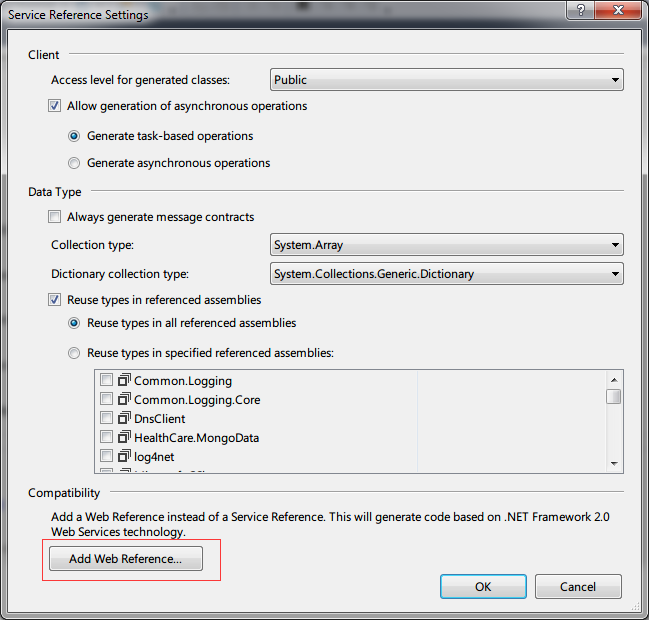 Service Reference Settings
Client
Access level for generated classes: Public
Allow generation of asynchronous operations
Generate task-based operations
Generate asynchronous operations
Data Type
Always generate message contracts
Collection type: System.Array
Dictionary collection type: System.Collections.Generic.Dictionary
Reuse types in referenced assemblies
Reuse types in all referenced assemblies
Reuse types in specified referenced assemblies:
Common.Logging
Common.Logging.Core
DnsClient
HealthCare.MongoData
log4net
Compatibility
Add a Web Reference instead of a Service Reference. This will generate code based on .NET Framework 2.0
Web Services technology.
Add Web Reference...
OK Cancel